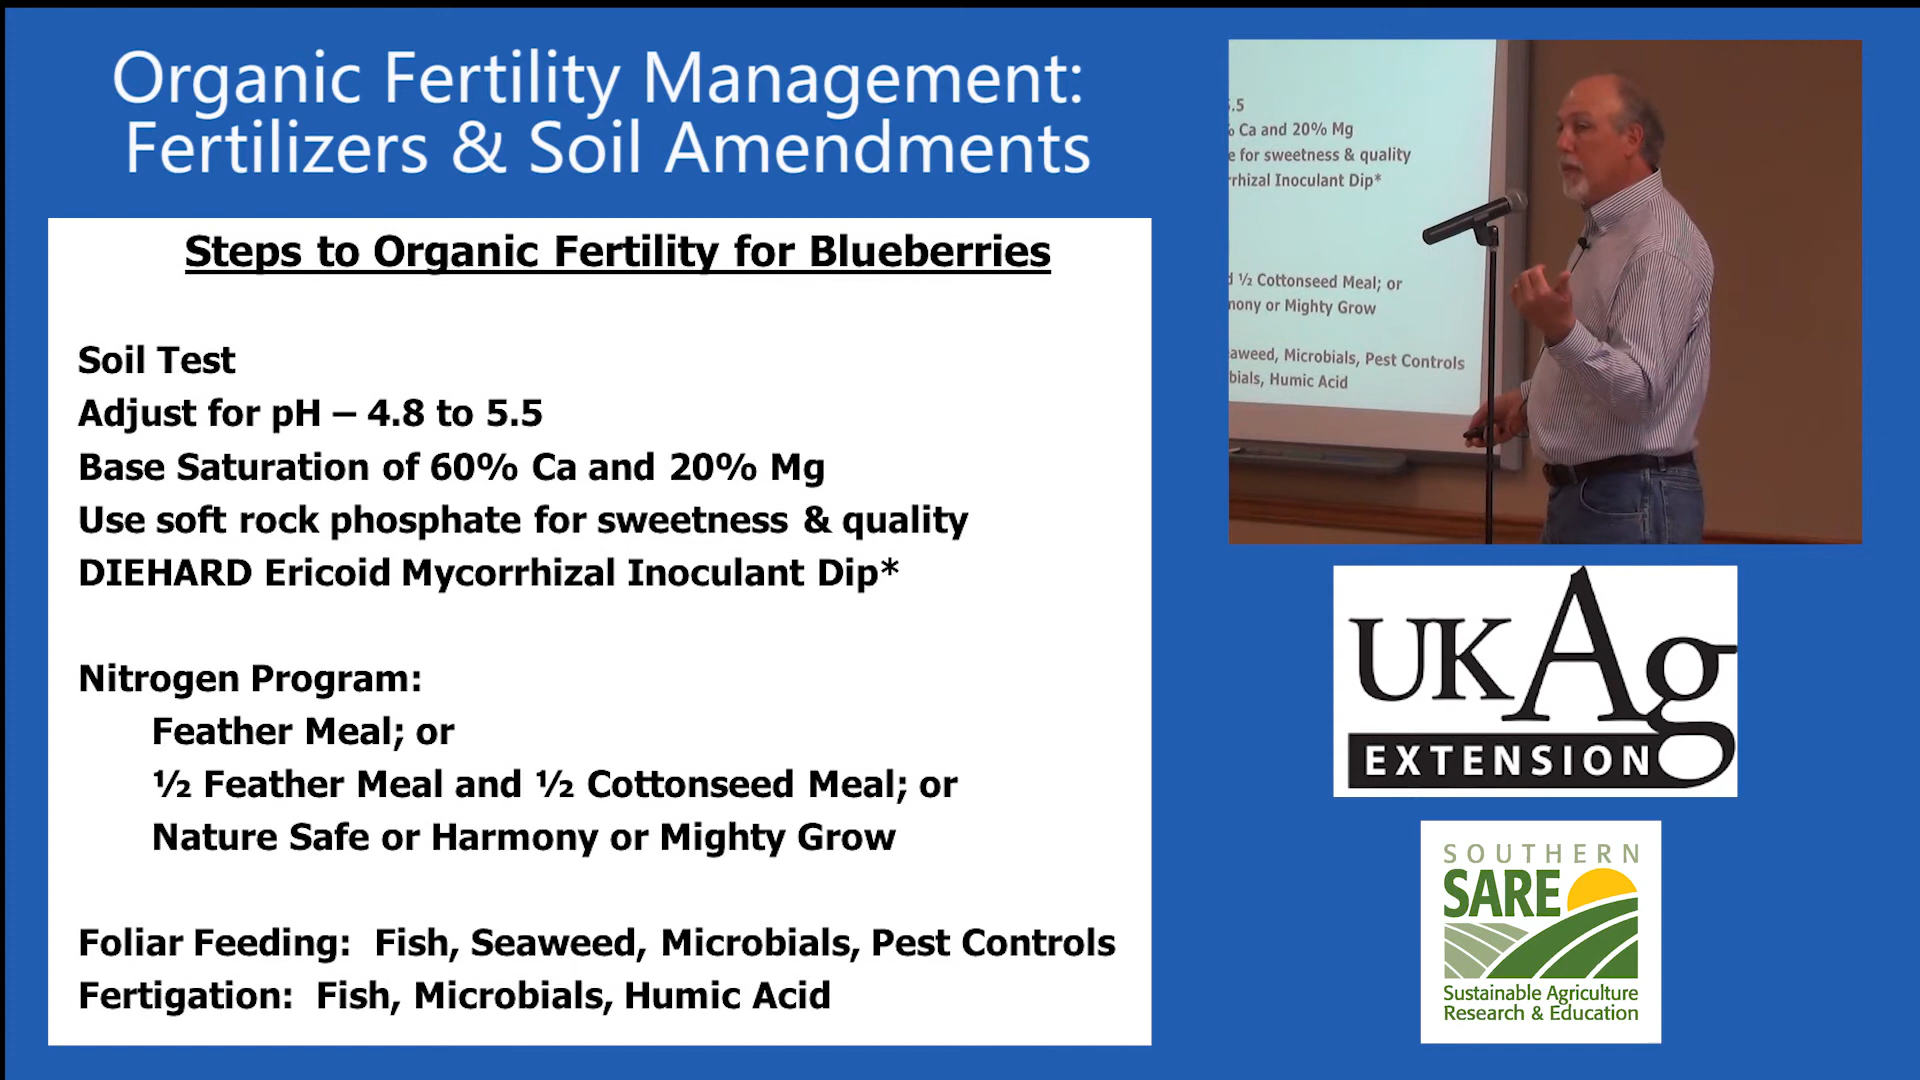 Organic Fertility Management:
Fertilizers & Soil Amendments
Steps to Organic Fertility for Blueberries
Soil Test
Adjust for pH – 4.8 to 5.5
Base Saturation of 60% Ca and 20% Mg
Use soft rock phosphate for sweetness & quality
DIEHARD Ericoid Mycorrhizal Inoculant Dip*
Nitrogen Program:
Feather Meal; or
½ Feather Meal and ½ Cottonseed Meal; or
Nature Safe or Harmony or Mighty Grow
Foliar Feeding: Fish, Seaweed, Microbials, Pest Controls
Fertigation: Fish, Microbials, Humic Acid
.5
% Ca and 20% Mg
e for sweetness & quality
rhizal Inoculant Dip*
d ½ Cottonseed Meal; or
mony or Mighty Grow
aweed, Microbials, Pest Controls
bials, Humic Acid
UKAg
EXTENSION
SOUTHERN
SARE
Sustainable Agriculture
Research & Education